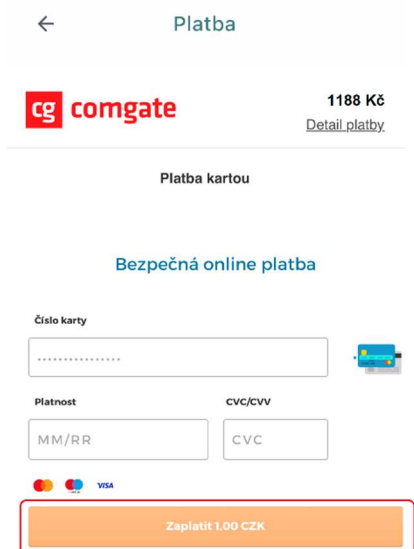 Platba
cg comgate
1188 Kč
Detail platby
Platba kartou
Bezpečná online platba
Číslo karty
Platnost
CVC/CVV
MM/RR
CVC
VISA
Zaplatit 1,00 CZK